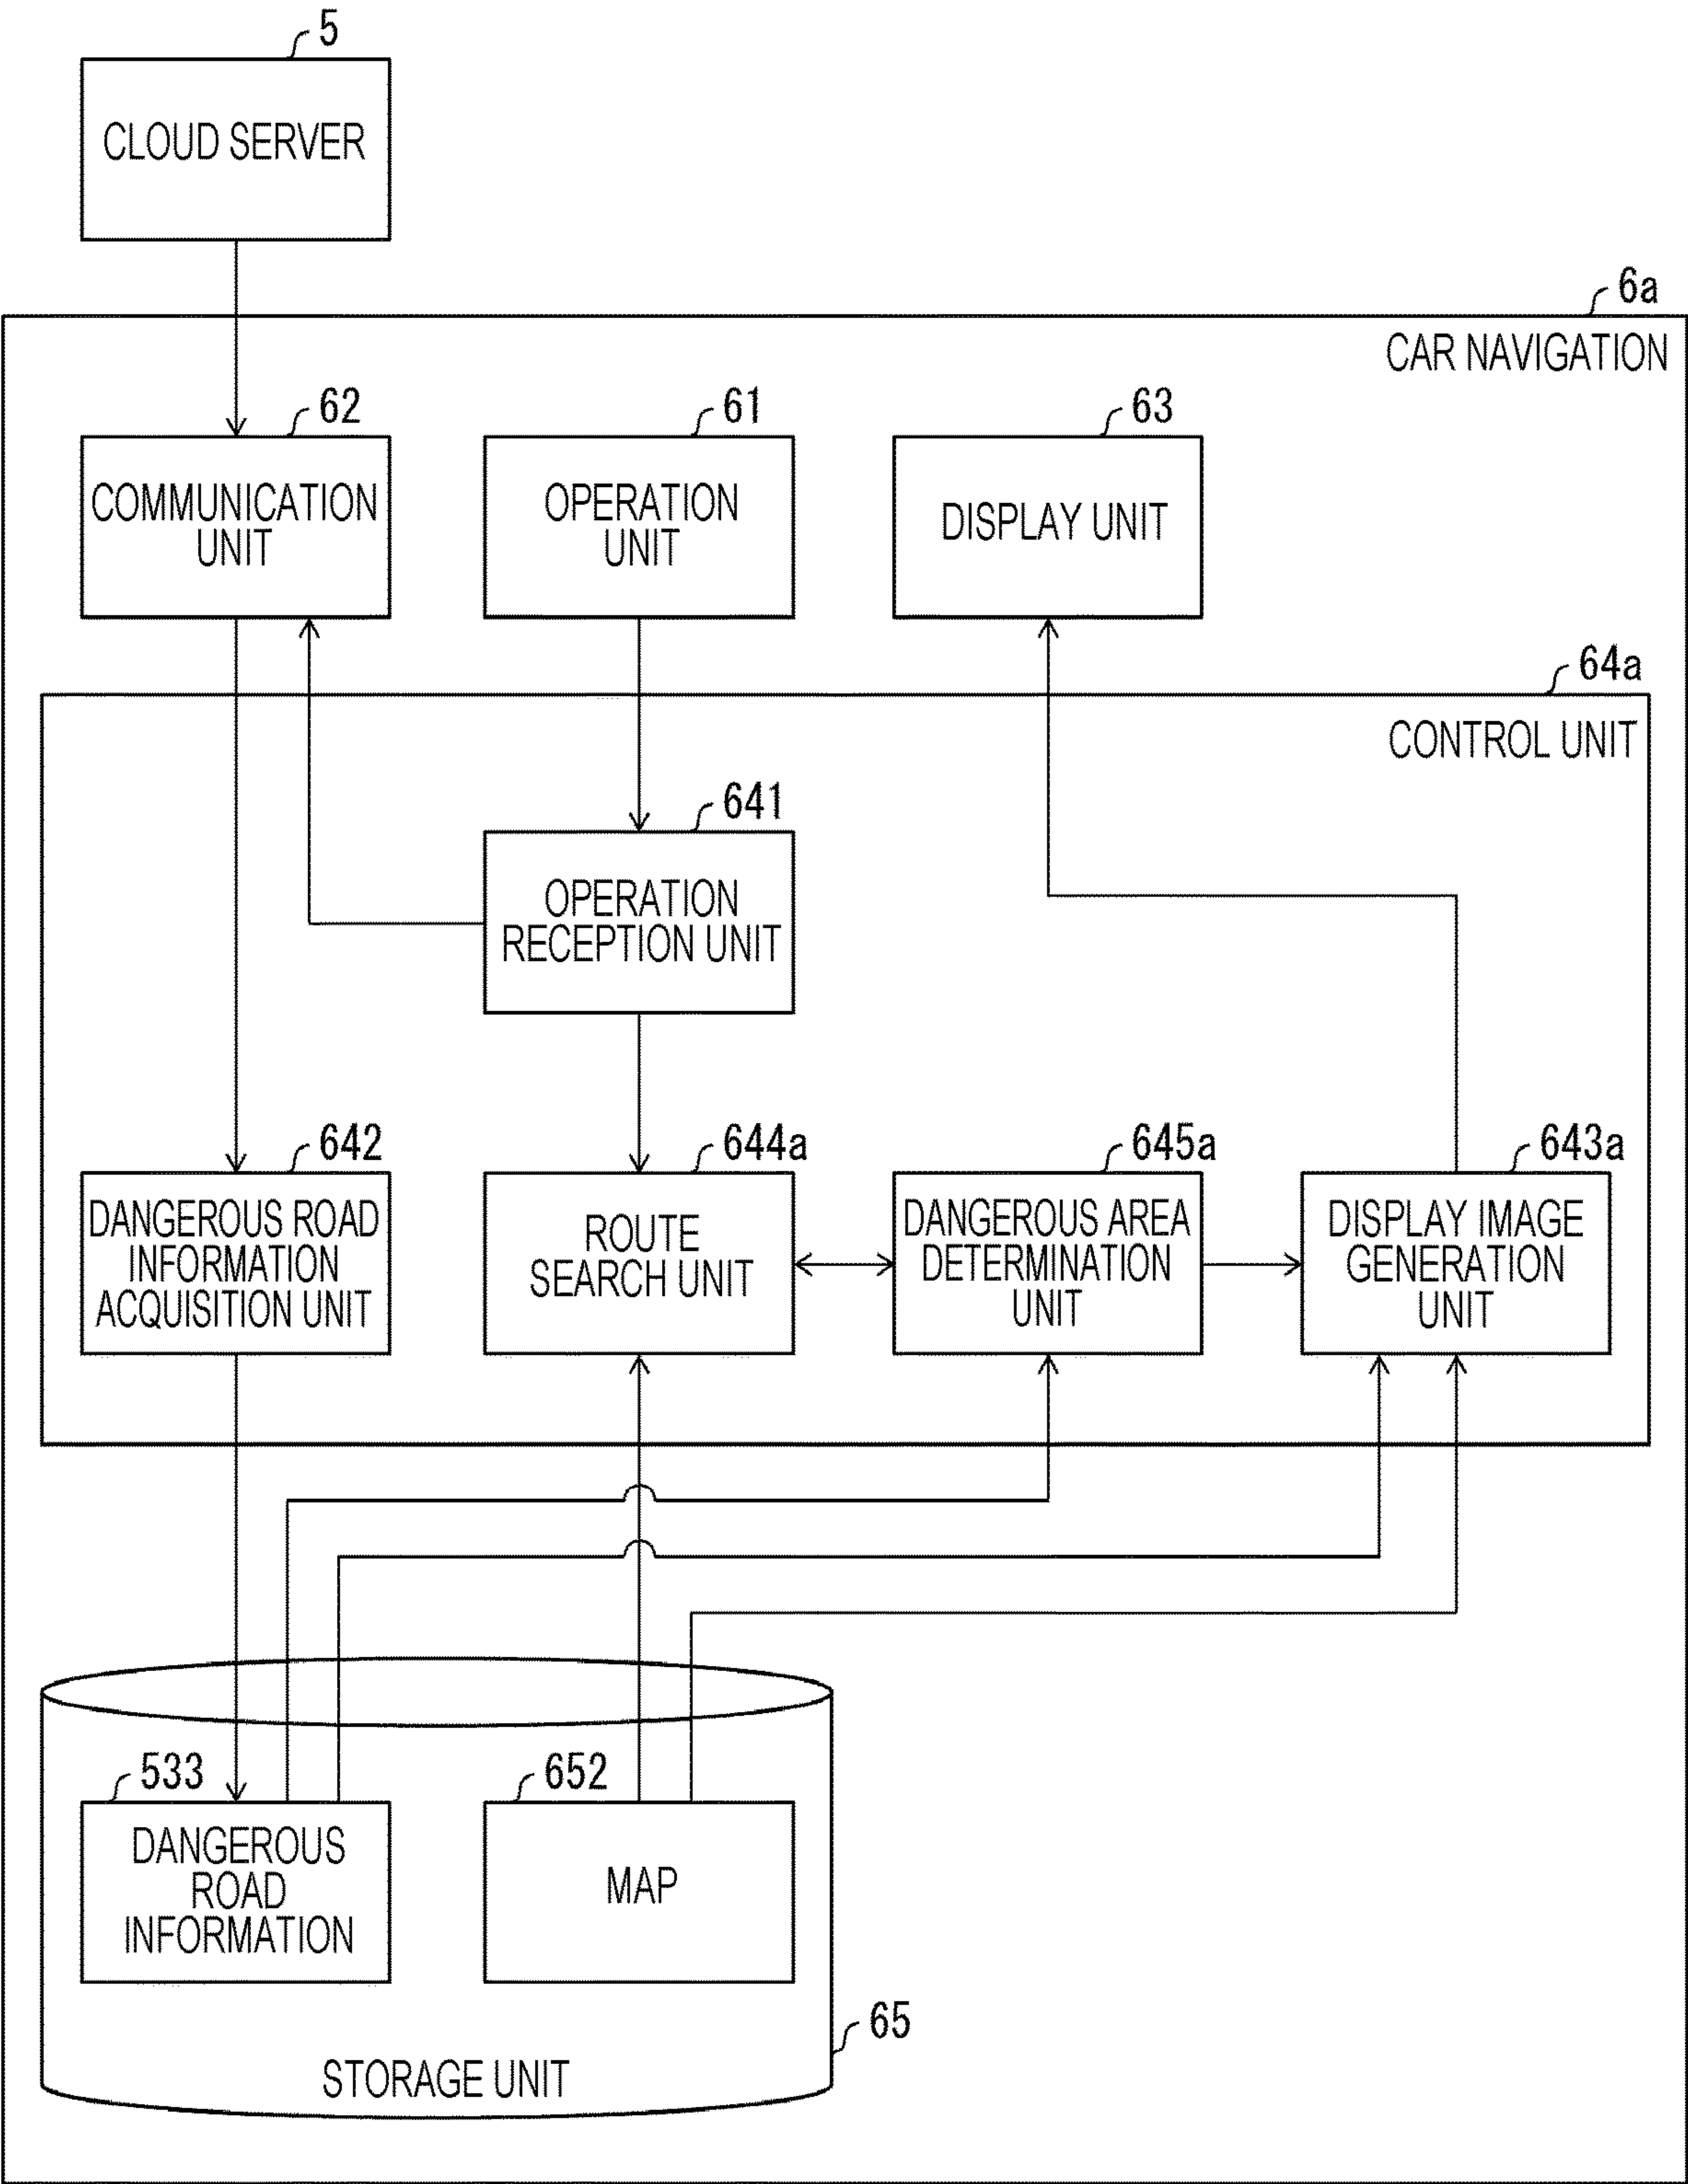 5
CLOUD SERVER
6a
CAR NAVIGATION
62
COMMUNICATION
UNIT
61
OPERATION
UNIT
63
DISPLAY UNIT
64a
CONTROL UNIT
641
OPERATION
RECEPTION UNIT
642
DANGEROUS ROAD
INFORMATION
ACQUISITION UNIT
644a
ROUTE
SEARCH UNIT
645a
DANGEROUS AREA
DETERMINATION
UNIT
643a
DISPLAY IMAGE
GENERATION
UNIT
533
DANGEROUS
ROAD
INFORMATION
652
MAP
65
STORAGE UNIT